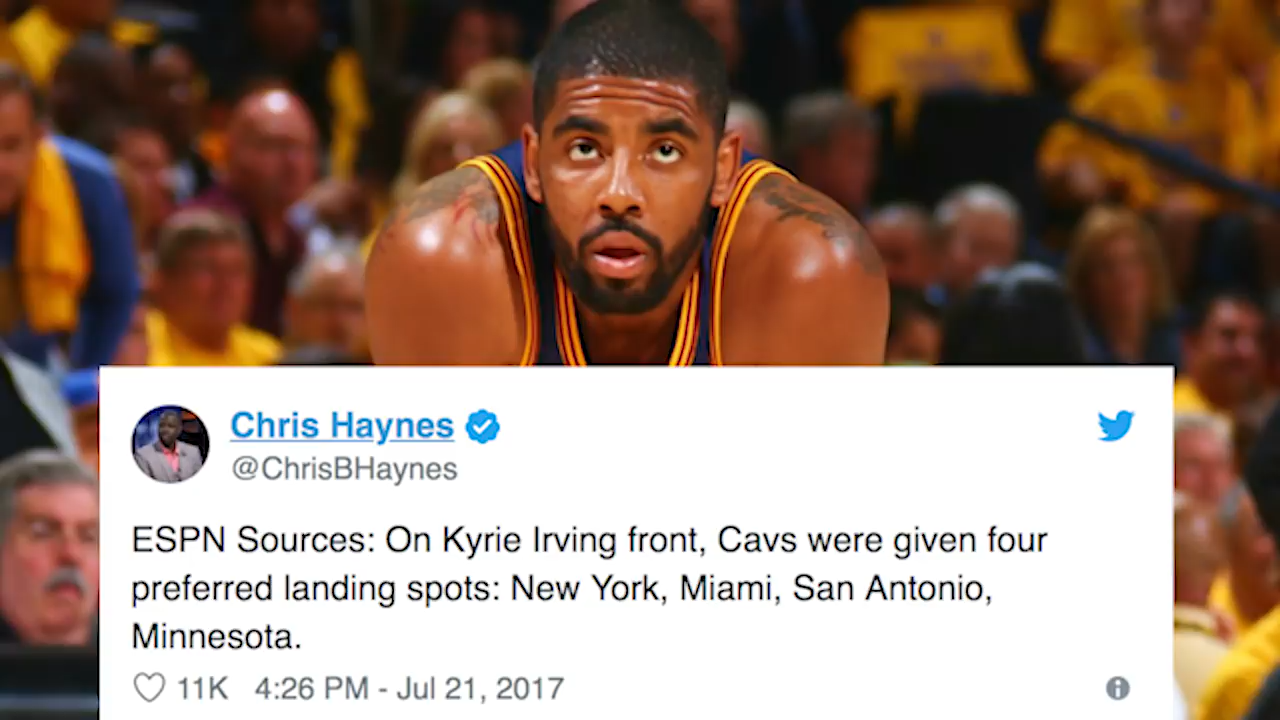 Chris Haynes
@ChrisBHaynes
ESPN Sources: On Kyrie Irving front, Cavs were given four
preferred landing spots: New York, Miami, San Antonio,
Minnesota.
11K 4:26 PM - Jul 21, 2017